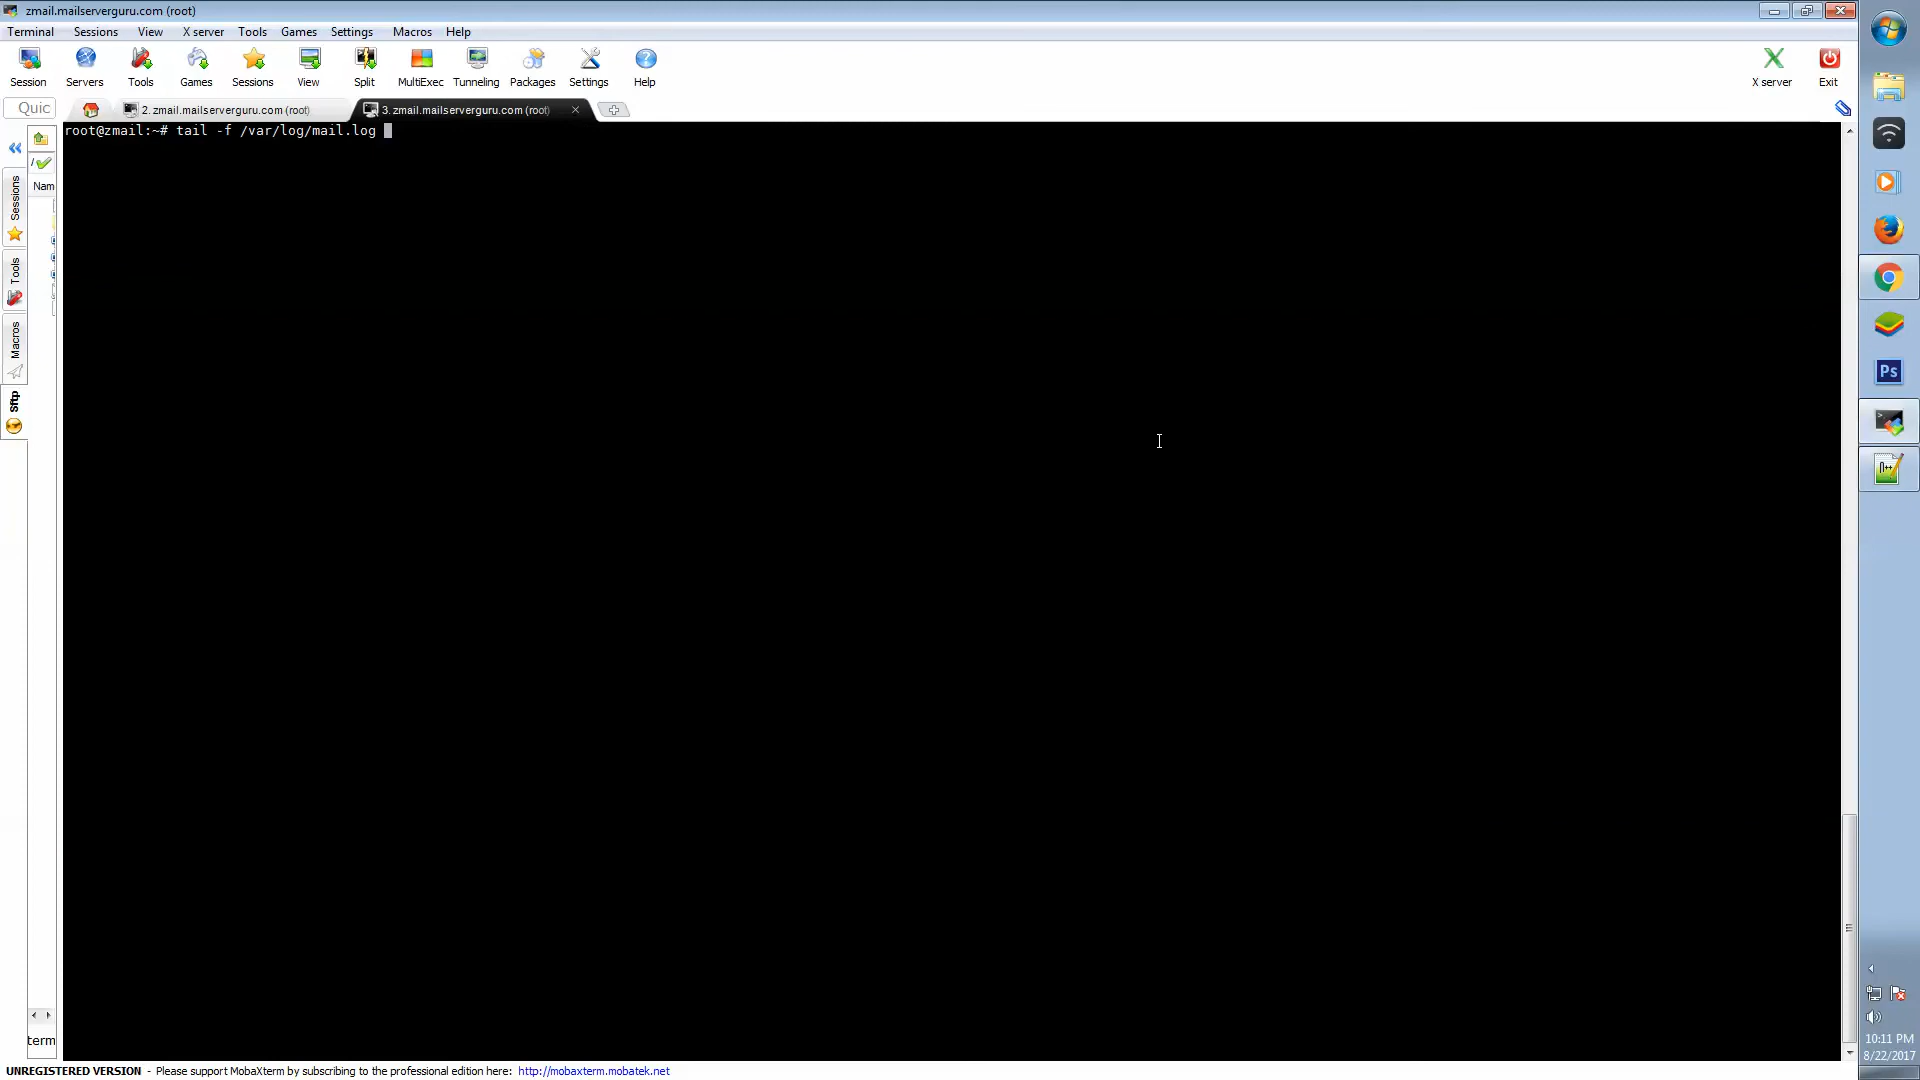 zmail.mailserverguru.com (root)
Terminal Sessions View X server Tools Games Settings Macros Help
Session Servers Tools Games Sessions View Split MultiExec Tunneling Packages Settings Help X server Exit
Quic 2. zmail.mailserverguru.com (root) 3. zmail.mailserverguru.com (root)
root@zmail:~# tail -f /var/log/mail.log
Nam
Sessions
Tools
Macros
Sftp
Ps
term
10:11 PM
8/22/2017
UNREGISTERED VERSION - Please support MobaXterm by subscribing to the professional edition here: http://mobaxterm.mobatek.net